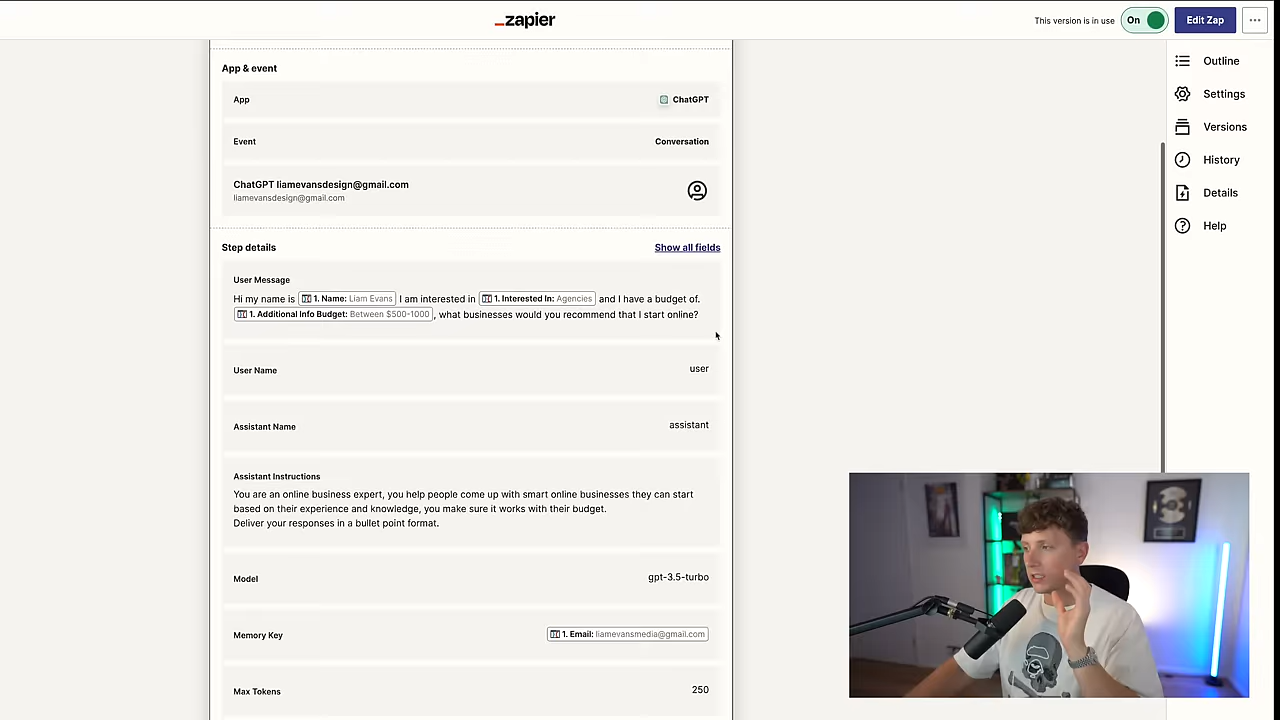 _zapier
This version is in use
On
Edit Zap
Outline
Settings
Versions
History
Details
Help
App & event
App
ChatGPT
Event
Conversation
ChatGPT liamevansdesign@gmail.com
liamevansdesign@gmail.com
Step details
Show all fields
User Message
Hi my name is 1. Name: Liam Evans I am interested in 1. Interested In: Agencies and I have a budget of.
1. Additional Info Budget: Between $500-1000 , what businesses would you recommend that I start online?
User Name
user
Assistant Name
assistant
Assistant Instructions
You are an online business expert, you help people come up with smart online businesses they can start
based on their experience and knowledge, you make sure it works with their budget.
Deliver your responses in a bullet point format.
Model
gpt-3.5-turbo
Memory Key
1. Email: liamevansmedia@gmail.com
Max Tokens
250